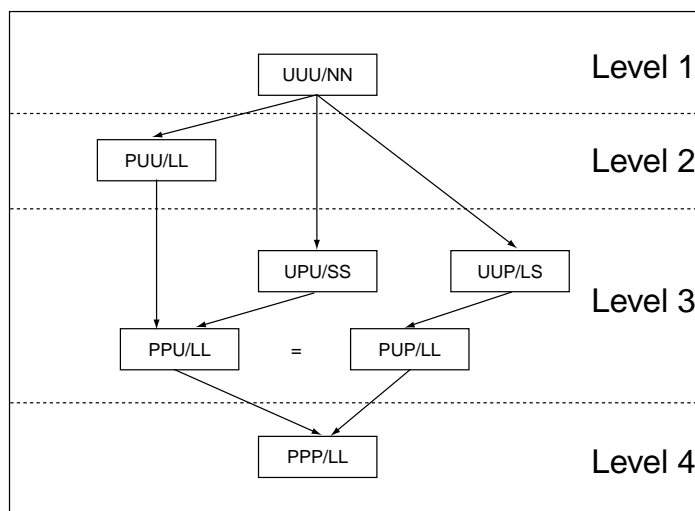 UUU/NN
Level 1
PUU/LL
Level 2
UPU/SS
UUP/LS
Level 3
PPU/LL
=
PUP/LL
PPP/LL
Level 4